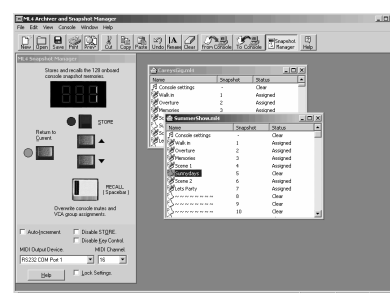 ML4 Archiver and Snapshot Manager
File Edit View Console Window Help
New Open Save Print Prev? Cut Copy Paste Undo Rename Clear From Console To Console Snapshot Manager Help
ML4 Snapshot Manager
Stores and recalls the 128 onboard
console snapshot memories.
STORE
Return to
Current.
RECALL
(Spacebar)
Overwrite console mutes and
VCA group assignments.
Auto-Increment
Disable STORE.
Disable Key Control.
MIDI Output Device
MIDI Channel
RS232 COM Port 1
16
Help
Lock Settings.
Name Snapshot Status
Console settings - Clear
Walk in 1 Assigned
Overture 2 Assigned
Memories 3 Assigned
SummerShow.ml4
Name Snapshot Status
Console settings Clear
Walk in 1 Assigned
Overture 2 Assigned
Memories 3 Assigned
Scene 1 4 Assigned
Sunnydays 5 Clear
Scene 2 6 Assigned
Lets Party 7 Assigned
8 Clear
9 Clear
10 Clear